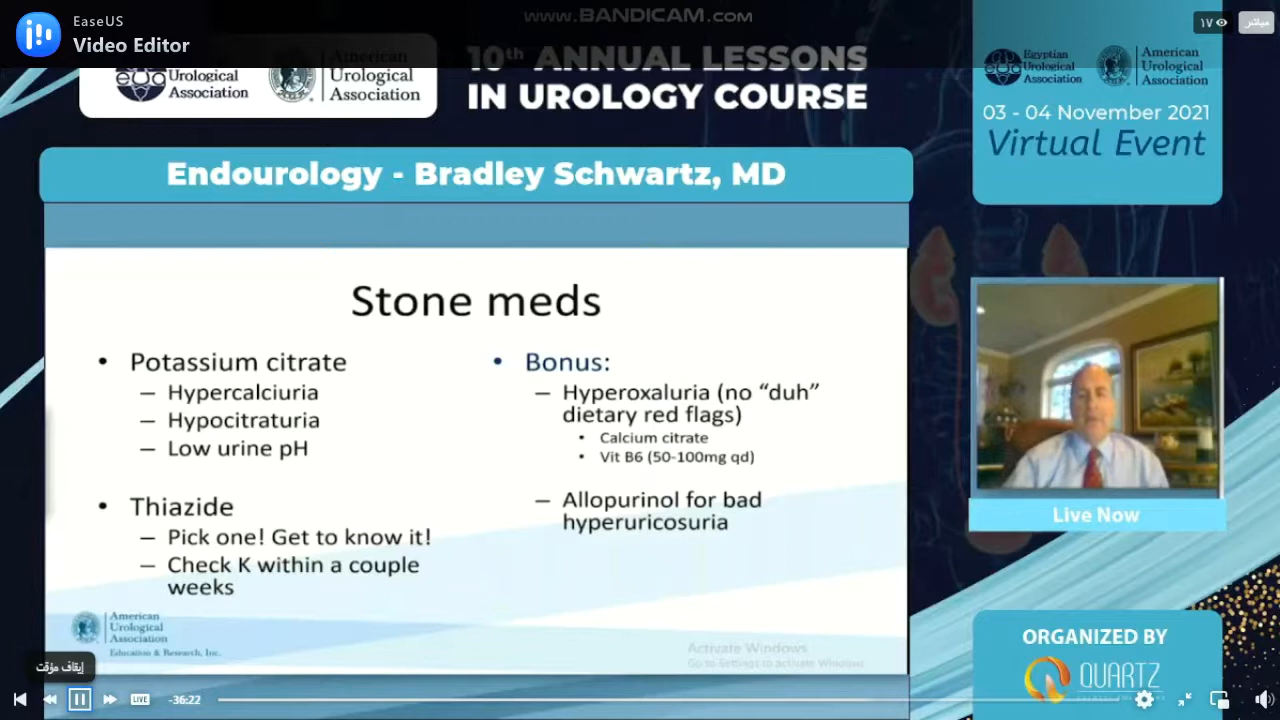 www.BANDICAM.com
EaseUS
Video Editor
Urological
Association
American
Urological
Association
10th ANNUAL LESSONS
IN UROLOGY COURSE
١٧
مباشر
Egyptian
Urological
Association
American
Urological
Association
03 - 04 November 2021
Virtual Event
Endourology - Bradley Schwartz, MD
Stone meds
• Potassium citrate
– Hypercalciuria
– Hypocitraturia
– Low urine pH
• Thiazide
– Pick one! Get to know it!
– Check K within a couple
weeks
• Bonus:
– Hyperoxaluria (no “duh”
dietary red flags)
• Calcium citrate
• Vit B6 (50-100mg qd)
– Allopurinol for bad
hyperuricosuria
American
Urological
Association
Education & Research, Inc.
Activate Windows
Go to Settings to activate Windows
Live Now
ORGANIZED BY
QUARTZ
إيقاف مؤقت
LIVE
-36:22